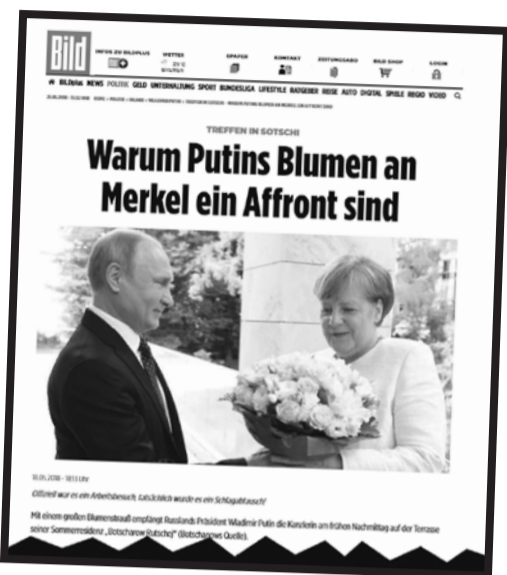 Bild
INFOS ZU BILDPLUS WETTER EPAPER KONTAKT ZEITUNGSABO BILD SHOP LOGIN
BILDplus NEWS POLITIK GELD UNTERHALTUNG SPORT BUNDESLIGA LIFESTYLE RATGEBER REISE AUTO DIGITAL SPIELE REGIO VIDEO
TREFFEN IN SOTSCHI
Warum Putins Blumen an
Merkel ein Affront sind
Offiziell war es ein Arbeitsbesuch, tatsächlich wurde es ein Schlagabtausch!
Mit einem großen Blumenstrauß empfängt Russlands Präsident Wladimir Putin die Kanzlerin am frühen Nachmittag auf der Terrasse
seiner Sommerresidenz „Botscharow Rutschej“ (Botschanows Quelle).